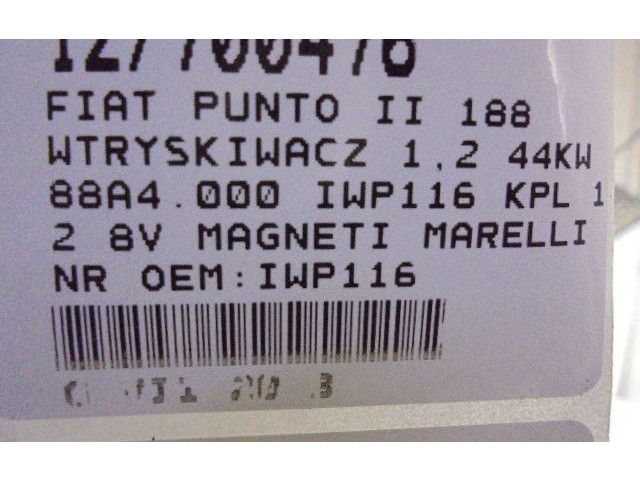 FIAT PUNTO II 188
WTRYSKIWACZ 1,2 44KW
88A4.000 IWP116 KPL 1
2 8V MAGNETI MARELLI
NR OEM:IWP116